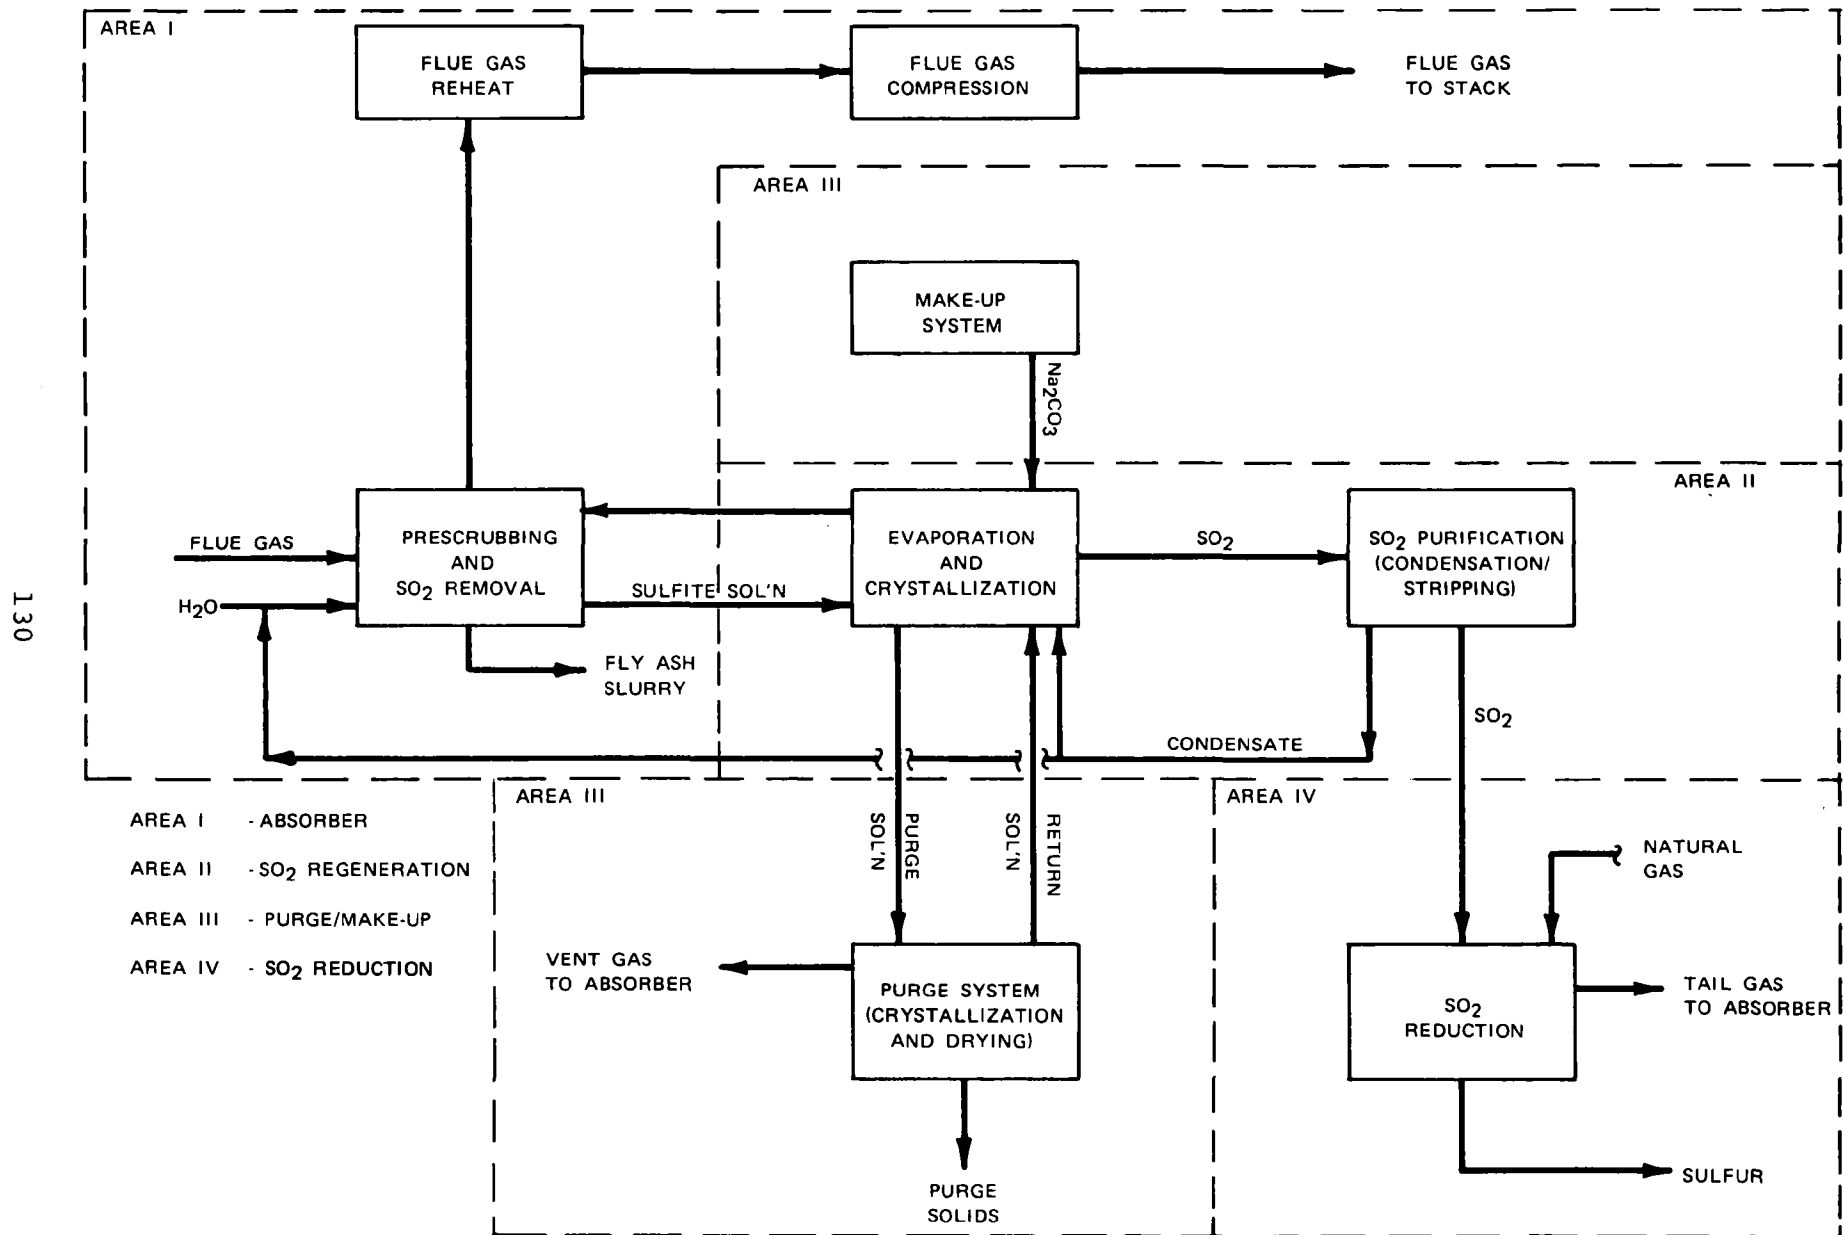 AREA I
FLUE GAS
REHEAT
FLUE GAS
COMPRESSION
FLUE GAS
TO STACK
AREA III
MAKE-UP
SYSTEM
Na2CO3
AREA II
FLUE GAS
H2O
PRESCRUBBING
AND
SO2 REMOVAL
SULFITE SOL'N
EVAPORATION
AND
CRYSTALLIZATION
SO2
SO2 PURIFICATION
(CONDENSATION/
STRIPPING)
FLY ASH
SLURRY
CONDENSATE
SO2
130
AREA III
AREA IV
AREA I - ABSORBER
AREA II - SO2 REGENERATION
AREA III - PURGE/MAKE-UP
AREA IV - SO2 REDUCTION
PURGE
SOL'N
RETURN
SOL'N
NATURAL
GAS
VENT GAS
TO ABSORBER
PURGE SYSTEM
(CRYSTALLIZATION
AND DRYING)
SO2
REDUCTION
TAIL GAS
TO ABSORBER
PURGE
SOLIDS
SULFUR